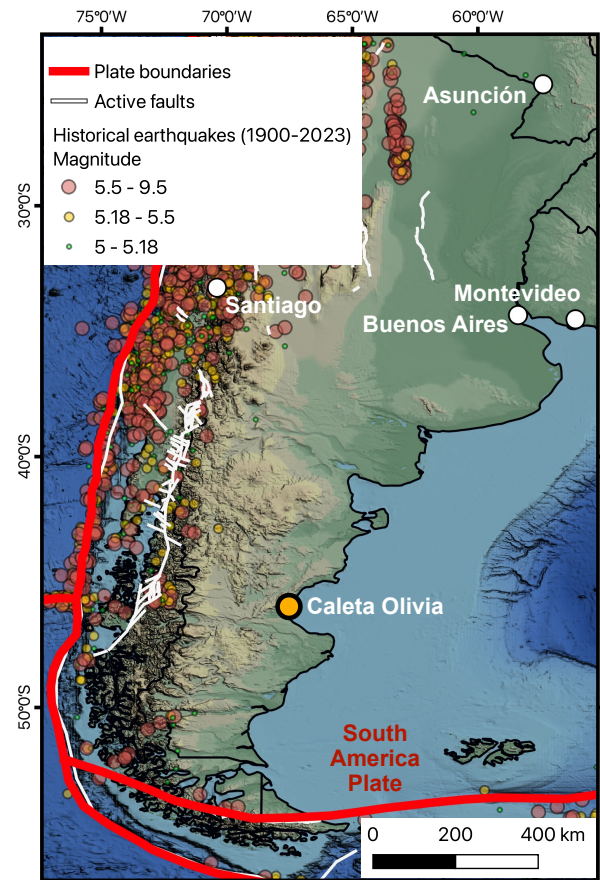 75°0'W 70°0'W 65°0'W 60°0'W
Plate boundaries
Active faults
Historical earthquakes (1900-2023)
Magnitude
5.5 - 9.5
5.18 - 5.5
5 - 5.18
Asunción
30°0'S
Santiago
Montevideo
Buenos Aires
40°0'S
Caleta Olivia
50°0'S
South
America
Plate
0 200 400 km